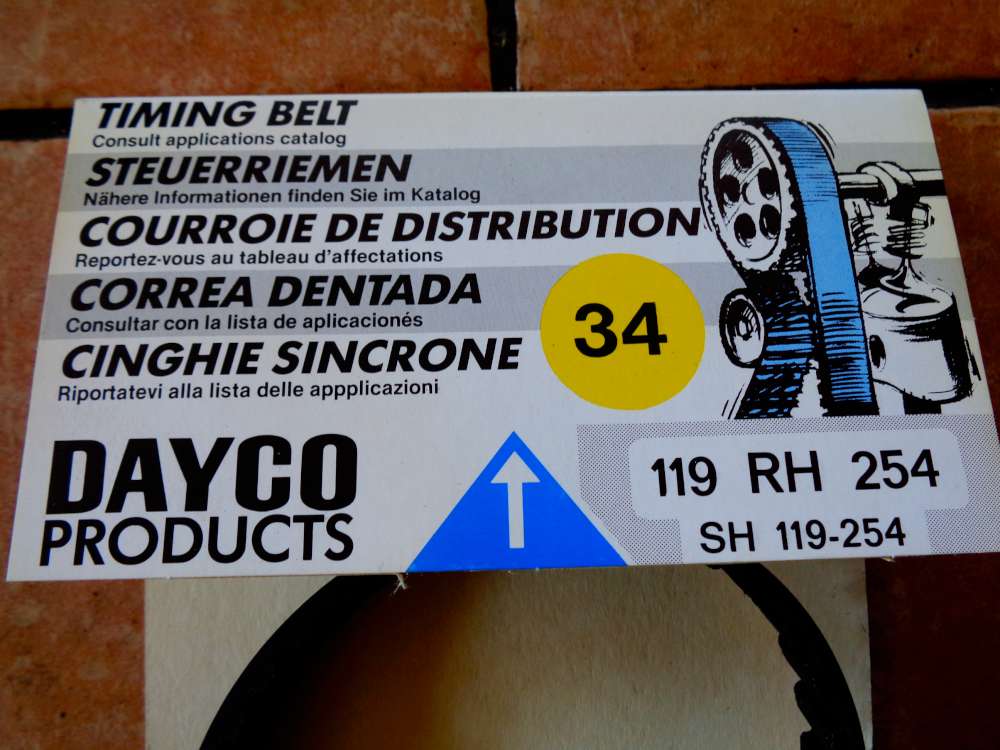 TIMING BELT
Consult applications catalog
STEUERRIEMEN
Nähere Informationen finden Sie im Katalog
COURROIE DE DISTRIBUTION
Reportez-vous au tableau d'affectations
CORREA DENTADA
Consultar con la lista de aplicacionés
CINGHIE SINCRONE
Riportatevi alla lista delle appplicazioni
34
DAYCO
PRODUCTS
119 RH 254
SH 119-254